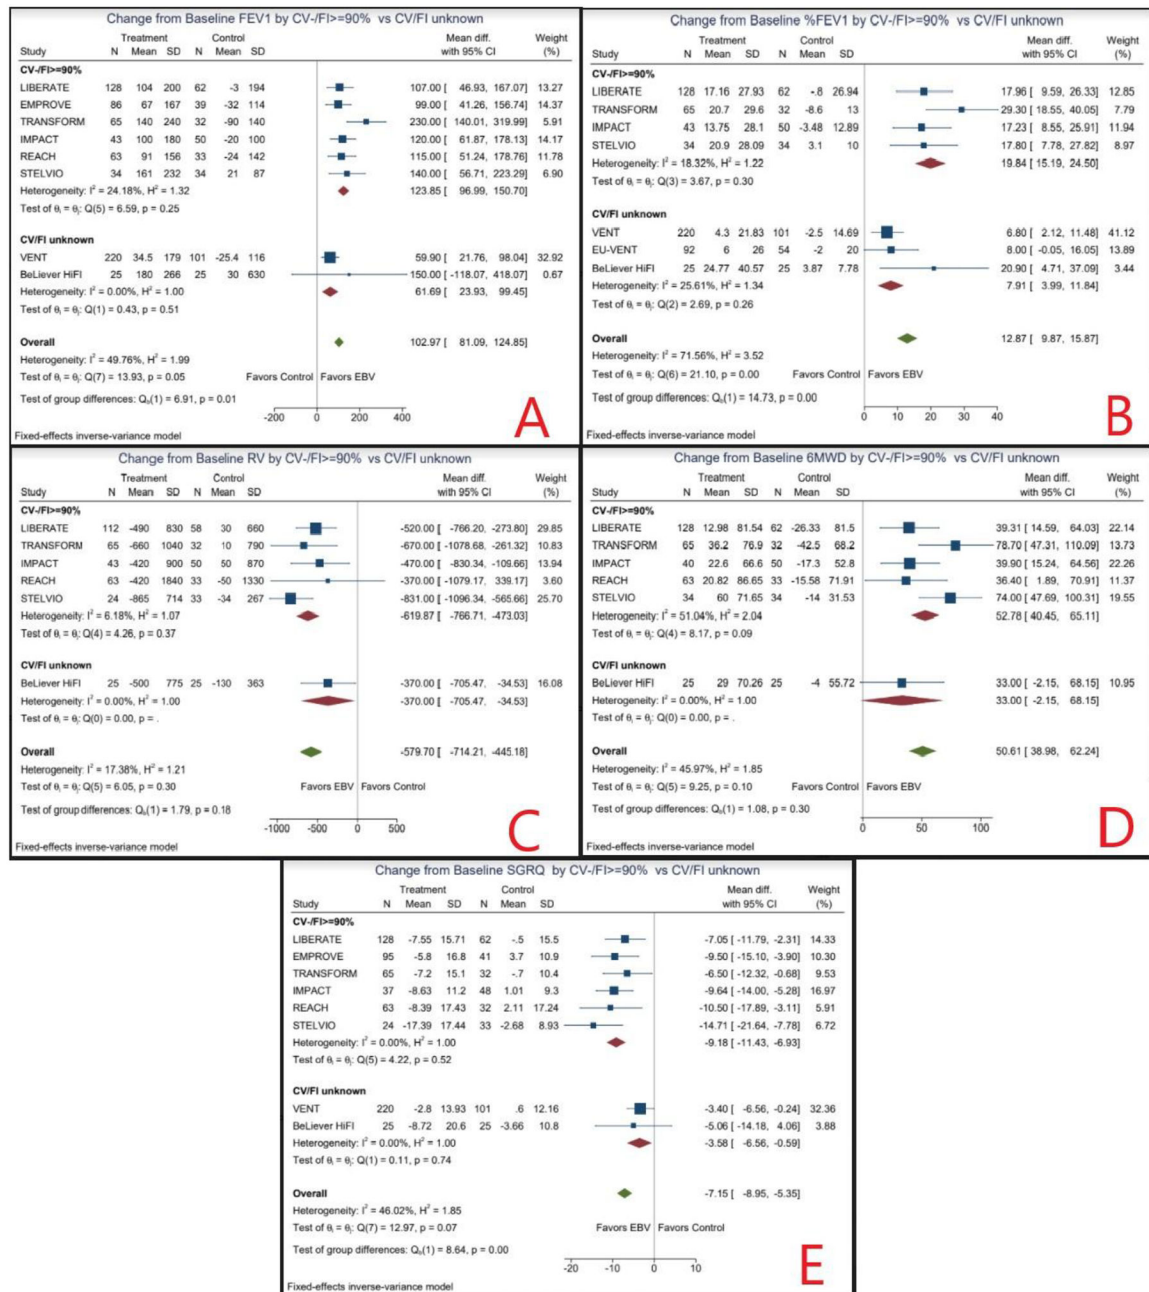 Change from Baseline FEV1 by CV-/FI>=90% vs CV/FI unknown
Treatment Control Mean diff. Weight
Study N Mean SD N Mean SD with 95% CI (%)
CV-/FI>=90%
LIBERATE 128 104 200 62 -3 194 107.00 [ 46.93, 167.07] 13.27
EMPROVE 86 67 167 39 -32 114 99.00 [ 41.26, 156.74] 14.37
TRANSFORM 65 140 240 32 -90 140 230.00 [ 140.01, 319.99] 5.91
IMPACT 43 100 180 50 -20 100 120.00 [ 61.87, 178.13] 14.17
REACH 63 91 156 33 -24 142 115.00 [ 51.24, 178.76] 11.78
STELVIO 34 161 232 34 21 87 140.00 [ 56.71, 223.29] 6.90
Heterogeneity: I² = 24.18%, H² = 1.32 123.85 [ 96.99, 150.70]
Test of θᵢ = θⱼ: Q(5) = 6.59, p = 0.25
CV/FI unknown
VENT 220 34.5 179 101 -25.4 116 59.90 [ 21.76, 98.04] 32.92
BeLiever HiFI 25 180 266 25 30 630 150.00 [ -118.07, 418.07] 0.67
Heterogeneity: I² = 0.00%, H² = 1.00 61.69 [ 23.93, 99.45]
Test of θᵢ = θⱼ: Q(1) = 0.43, p = 0.51
Overall 102.97 [ 81.09, 124.85]
Heterogeneity: I² = 49.76%, H² = 1.99
Test of θᵢ = θⱼ: Q(7) = 13.93, p = 0.05 Favors Control Favors EBV
Test of group differences: Q_b(1) = 6.91, p = 0.01
-200 0 200 400
A
Fixed-effects inverse-variance model
Change from Baseline %FEV1 by CV-/FI>=90% vs CV/FI unknown
Treatment Control Mean diff. Weight
Study N Mean SD N Mean SD with 95% CI (%)
CV-/FI>=90%
LIBERATE 128 17.16 27.93 62 -.8 26.94 17.96 [ 9.59, 26.33] 12.85
TRANSFORM 65 20.7 29.6 32 -8.6 13 29.30 [ 18.55, 40.05] 7.79
IMPACT 43 13.75 28.1 50 -3.48 12.89 17.23 [ 8.55, 25.91] 11.94
STELVIO 34 20.9 28.09 34 3.1 10 17.80 [ 7.78, 27.82] 8.97
Heterogeneity: I² = 18.32%, H² = 1.22 19.84 [ 15.19, 24.50]
Test of θᵢ = θⱼ: Q(3) = 3.67, p = 0.30
CV/FI unknown
VENT 220 4.3 21.83 101 -2.5 14.69 6.80 [ 2.12, 11.48] 41.12
EU-VENT 92 6 26 54 -2 20 8.00 [ -0.05, 16.05] 13.89
BeLiever HiFI 25 24.77 40.57 25 3.87 7.78 20.90 [ 4.71, 37.09] 3.44
Heterogeneity: I² = 25.61%, H² = 1.34 7.91 [ 3.99, 11.84]
Test of θᵢ = θⱼ: Q(2) = 2.69, p = 0.26
Overall 12.87 [ 9.87, 15.87]
Heterogeneity: I² = 71.56%, H² = 3.52
Test of θᵢ = θⱼ: Q(6) = 21.10, p = 0.00 Favors Control Favors EBV
Test of group differences: Q_b(1) = 14.73, p = 0.00
0 10 20 30 40
B
Fixed-effects inverse-variance model
Change from Baseline RV by CV-/FI>=90% vs CV/FI unknown
Treatment Control Mean diff. Weight
Study N Mean SD N Mean SD with 95% CI (%)
CV-/FI>=90%
LIBERATE 112 -490 830 58 30 660 -520.00 [ -766.20, -273.80] 29.85
TRANSFORM 65 -660 1040 32 10 790 -670.00 [ -1078.68, -261.32] 10.83
IMPACT 43 -420 900 50 50 870 -470.00 [ -830.34, -109.66] 13.94
REACH 63 -420 1840 33 -50 1330 -370.00 [ -1079.17, 339.17] 3.60
STELVIO 24 -865 714 33 -34 267 -831.00 [ -1096.34, -565.66] 25.70
Heterogeneity: I² = 6.18%, H² = 1.07 -619.87 [ -766.71, -473.03]
Test of θᵢ = θⱼ: Q(4) = 4.26, p = 0.37
CV/FI unknown
BeLiever HiFI 25 -500 775 25 -130 363 -370.00 [ -705.47, -34.53] 16.08
Heterogeneity: I² = 0.00%, H² = 1.00 -370.00 [ -705.47, -34.53]
Test of θᵢ = θⱼ: Q(0) = 0.00, p = .
Overall -579.70 [ -714.21, -445.18]
Heterogeneity: I² = 17.38%, H² = 1.21
Test of θᵢ = θⱼ: Q(5) = 6.05, p = 0.30 Favors EBV Favors Control
Test of group differences: Q_b(1) = 1.79, p = 0.18
-1000 -500 0 500
C
Fixed-effects inverse-variance model
Change from Baseline 6MWD by CV-/FI>=90% vs CV/FI unknown
Treatment Control Mean diff. Weight
Study N Mean SD N Mean SD with 95% CI (%)
CV-/FI>=90%
LIBERATE 128 12.98 81.54 62 -26.33 81.5 39.31 [ 14.59, 64.03] 22.14
TRANSFORM 65 36.2 76.9 32 -42.5 68.2 78.70 [ 47.31, 110.09] 13.73
IMPACT 40 22.6 66.6 50 -17.3 52.8 39.90 [ 15.24, 64.56] 22.26
REACH 63 20.82 86.65 33 -15.58 71.91 36.40 [ 1.89, 70.91] 11.37
STELVIO 34 60 71.65 34 -14 31.53 74.00 [ 47.69, 100.31] 19.55
Heterogeneity: I² = 51.04%, H² = 2.04 52.78 [ 40.45, 65.11]
Test of θᵢ = θⱼ: Q(4) = 8.17, p = 0.09
CV/FI unknown
BeLiever HiFI 25 29 70.26 25 -4 55.72 33.00 [ -2.15, 68.15] 10.95
Heterogeneity: I² = 0.00%, H² = 1.00 33.00 [ -2.15, 68.15]
Test of θᵢ = θⱼ: Q(0) = 0.00, p = .
Overall 50.61 [ 38.98, 62.24]
Heterogeneity: I² = 45.97%, H² = 1.85
Test of θᵢ = θⱼ: Q(5) = 9.25, p = 0.10 Favors Control Favors EBV
Test of group differences: Q_b(1) = 1.08, p = 0.30
0 50 100
D
Fixed-effects inverse-variance model
Change from Baseline SGRQ by CV-/FI>=90% vs CV/FI unknown
Treatment Control Mean diff. Weight
Study N Mean SD N Mean SD with 95% CI (%)
CV-/FI>=90%
LIBERATE 128 -7.55 15.71 62 -.5 15.5 -7.05 [ -11.79, -2.31] 14.33
EMPROVE 95 -5.8 16.8 41 3.7 10.9 -9.50 [ -15.10, -3.90] 10.30
TRANSFORM 65 -7.2 15.1 32 -.7 10.4 -6.50 [ -12.32, -0.68] 9.53
IMPACT 37 -8.63 11.2 48 1.01 9.3 -9.64 [ -14.00, -5.28] 16.97
REACH 63 -8.39 17.43 32 2.11 17.24 -10.50 [ -17.89, -3.11] 5.91
STELVIO 24 -17.39 17.44 33 -2.68 8.93 -14.71 [ -21.64, -7.78] 6.72
Heterogeneity: I² = 0.00%, H² = 1.00 -9.18 [ -11.43, -6.93]
Test of θᵢ = θⱼ: Q(5) = 4.22, p = 0.52
CV/FI unknown
VENT 220 -2.8 13.93 101 .6 12.16 -3.40 [ -6.56, -0.24] 32.36
BeLiever HiFI 25 -8.72 20.6 25 -3.66 10.8 -5.06 [ -14.18, 4.06] 3.88
Heterogeneity: I² = 0.00%, H² = 1.00 -3.58 [ -6.56, -0.59]
Test of θᵢ = θⱼ: Q(1) = 0.11, p = 0.74
Overall -7.15 [ -8.95, -5.35]
Heterogeneity: I² = 46.02%, H² = 1.85
Test of θᵢ = θⱼ: Q(7) = 12.97, p = 0.07 Favors EBV Favors Control
Test of group differences: Q_b(1) = 8.64, p = 0.00
-20 -10 0 10
E
Fixed-effects inverse-variance model